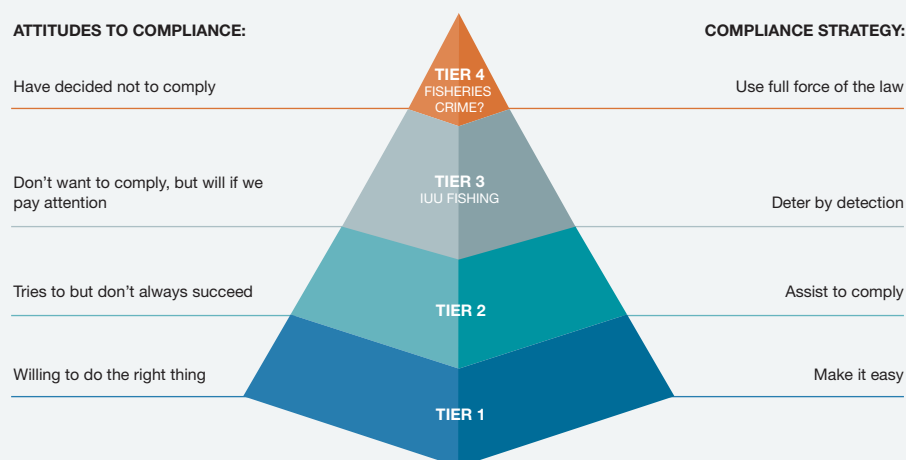 ATTITUDES TO COMPLIANCE:
COMPLIANCE STRATEGY:
Have decided not to comply
TIER 4
FISHERIES
CRIME?
Use full force of the law
Don’t want to comply, but will if we
pay attention
TIER 3
IUU FISHING
Deter by detection
Tries to but don’t always succeed
TIER 2
Assist to comply
Willing to do the right thing
TIER 1
Make it easy